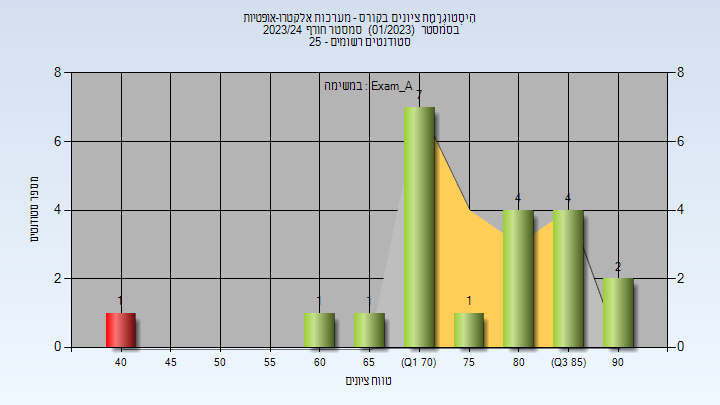 היסטוגרמת ציונים בקורס - מערכות אלקטרו-אופטיות
בסמסטר (01/2023) סמסטר חורף 2023/24
סטודנטים רשומים - 25
במשימה : Exam_A
מספר סטודנטים
8 8
6 6
4 4
2 2
0 0
1 1 1 7 1 4 4 2
40 45 50 55 60 65 (Q1 70) 75 80 (Q3 85) 90
טווח ציונים